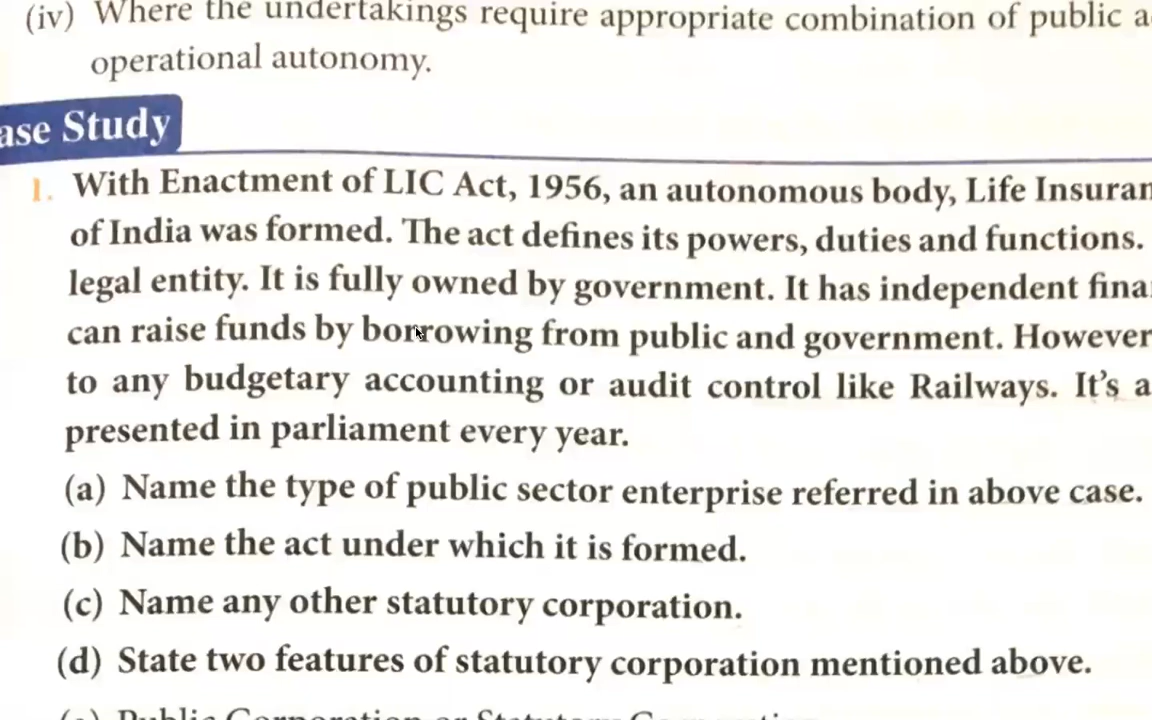 (iv) Where the undertakings require appropriate combination of public a
operational autonomy.
ase Study
1. With Enactment of LIC Act, 1956, an autonomous body, Life Insuran
of India was formed. The act defines its powers, duties and functions.
legal entity. It is fully owned by government. It has independent fina
can raise funds by borrowing from public and government. However
to any budgetary accounting or audit control like Railways. It's a
presented in parliament every year.
(a) Name the type of public sector enterprise referred in above case.
(b) Name the act under which it is formed.
(c) Name any other statutory corporation.
(d) State two features of statutory corporation mentioned above.
(a) Public Corporation or Statutory Corporation